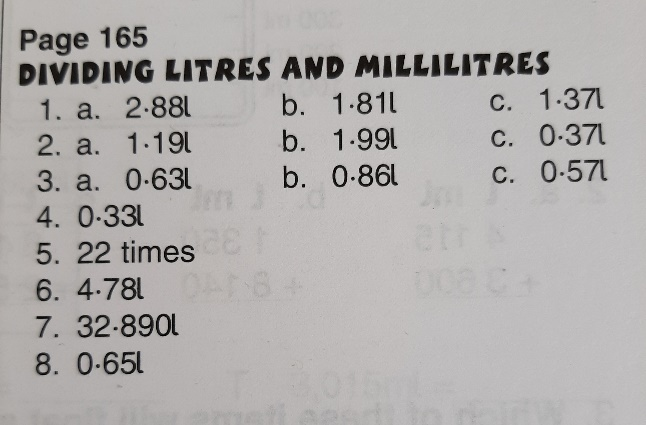 Page 165
DIVIDING LITRES AND MILLILITRES
1. a. 2·88l b. 1·81l c. 1·37l
2. a. 1·19l b. 1·99l c. 0·37l
3. a. 0·63l b. 0·86l c. 0·57l
4. 0·33l
5. 22 times
6. 4·78l
7. 32·890l
8. 0·65l